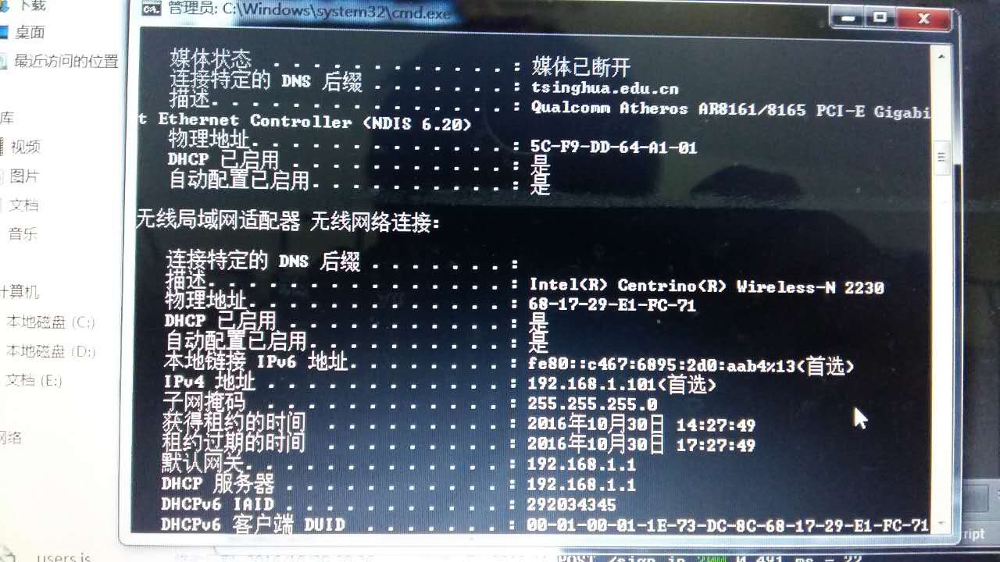 下载
管理员: C:\Windows\system32\cmd.exe
桌面
最近访问的位置
库
视频
图片
文档
音乐
计算机
本地磁盘 (C:)
本地磁盘 (D:)
文档 (E:)
网络
媒体状态 . . . . . . . . . . . . : 媒体已断开
连接特定的 DNS 后缀 . . . . . . . : tsinghua.edu.cn
描述. . . . . . . . . . . . . . . : Qualcomm Atheros AR8161/8165 PCI-E Gigabi
t Ethernet Controller (NDIS 6.20)
物理地址. . . . . . . . . . . . . : 5C-F9-DD-64-A1-01
DHCP 已启用 . . . . . . . . . . . : 是
自动配置已启用. . . . . . . . . . : 是
无线局域网适配器 无线网络连接:
连接特定的 DNS 后缀 . . . . . . . :
描述. . . . . . . . . . . . . . . : Intel(R) Centrino(R) Wireless-N 2230
物理地址. . . . . . . . . . . . . : 68-17-29-E1-FC-71
DHCP 已启用 . . . . . . . . . . . : 是
自动配置已启用. . . . . . . . . . : 是
本地链接 IPv6 地址. . . . . . . . : fe80::c467:6895:2d0:aab4%13(首选)
IPv4 地址 . . . . . . . . . . . . : 192.168.1.101(首选)
子网掩码 . . . . . . . . . . . . : 255.255.255.0
获得租约的时间 . . . . . . . . . : 2016年10月30日 14:27:49
租约过期的时间 . . . . . . . . . : 2016年10月30日 17:27:49
默认网关. . . . . . . . . . . . . : 192.168.1.1
DHCP 服务器 . . . . . . . . . . . : 192.168.1.1
DHCPv6 IAID . . . . . . . . . . . : 292034345
DHCPv6 客户端 DUID . . . . . . . : 00-01-00-01-1E-73-DC-8C-68-17-29-E1-FC-71
ript
users.js